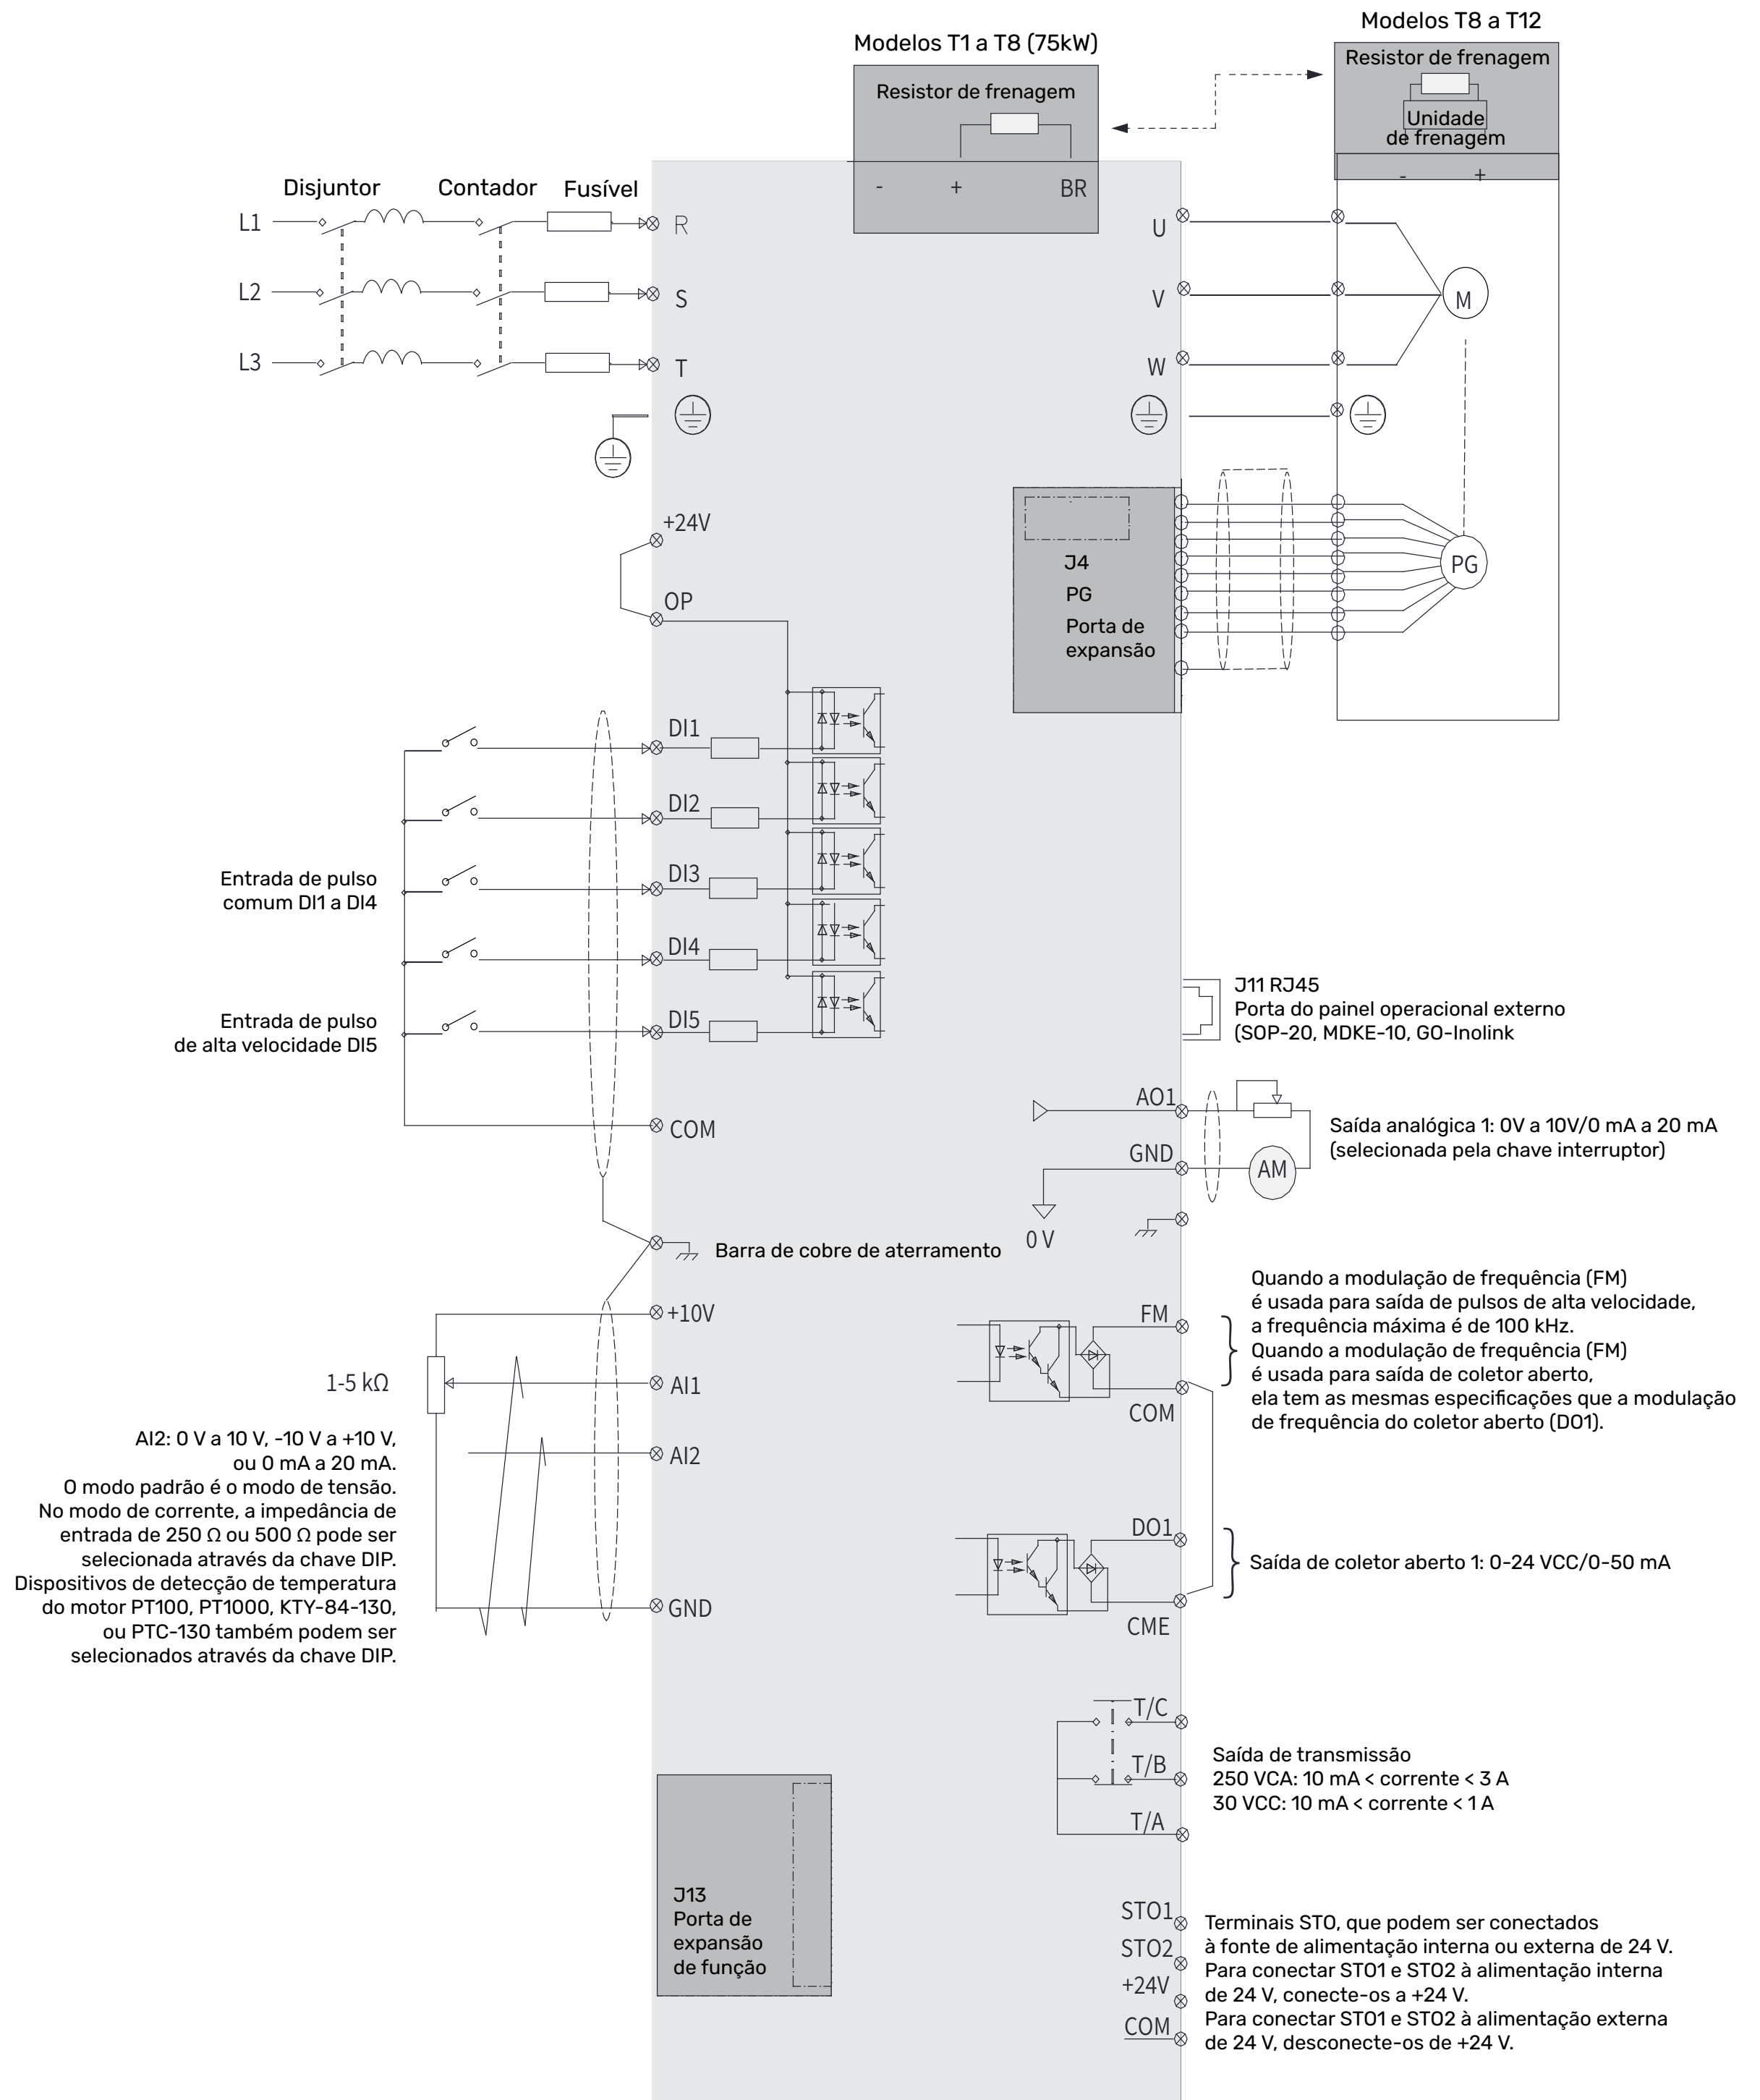 Modelos T8 a T12
Modelos T1 a T8 (75kW)
Resistor de frenagem
Resistor de frenagem
Unidade
de frenagem
- +
- + BR
Disjuntor Contador Fusível
L1 R U
L2 S V M
L3 T W
+24V
OP
J4
PG
Porta de
expansão
PG
DI1
DI2
DI3
Entrada de pulso
comum DI1 a DI4
DI4
DI5
Entrada de pulso
de alta velocidade DI5
J11 RJ45
Porta do painel operacional externo
(SOP-20, MDKE-10, GO-Inolink
COM
AO1
GND
AM
Saída analógica 1: 0V a 10V/0 mA a 20 mA
(selecionada pela chave interruptor)
0 V
Barra de cobre de aterramento
+10V
1-5 kΩ
AI1
AI2
GND
AI2: 0 V a 10 V, -10 V a +10 V,
ou 0 mA a 20 mA.
O modo padrão é o modo de tensão.
No modo de corrente, a impedância de
entrada de 250 Ω ou 500 Ω pode ser
selecionada através da chave DIP.
Dispositivos de detecção de temperatura
do motor PT100, PT1000, KTY-84-130,
ou PTC-130 também podem ser
selecionados através da chave DIP.
FM
COM
Quando a modulação de frequência (FM)
é usada para saída de pulsos de alta velocidade,
a frequência máxima é de 100 kHz.
Quando a modulação de frequência (FM)
é usada para saída de coletor aberto,
ela tem as mesmas especificações que a modulação
de frequência do coletor aberto (DO1).
DO1
CME
Saída de coletor aberto 1: 0-24 VCC/0-50 mA
T/C
T/B
T/A
Saída de transmissão
250 VCA: 10 mA < corrente < 3 A
30 VCC: 10 mA < corrente < 1 A
J13
Porta de
expansão
de função
STO1
STO2
+24V
COM
Terminais STO, que podem ser conectados
à fonte de alimentação interna ou externa de 24 V.
Para conectar STO1 e STO2 à alimentação interna
de 24 V, conecte-os a +24 V.
Para conectar STO1 e STO2 à alimentação externa
de 24 V, desconecte-os de +24 V.